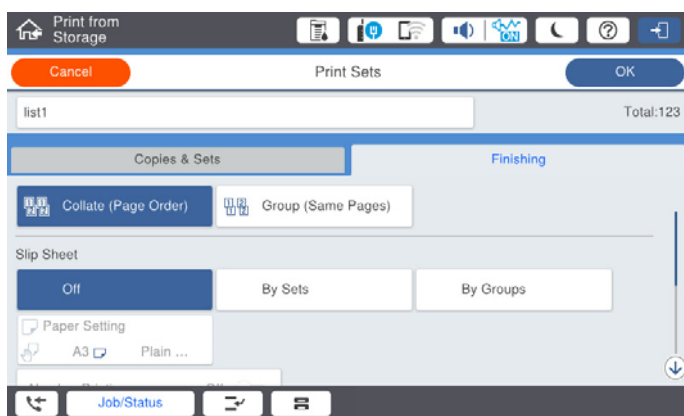 Print from
Storage
ON
Cancel
Print Sets
OK
list1
Total:123
Copies & Sets
Finishing
Collate (Page Order)
Group (Same Pages)
Slip Sheet
Off
By Sets
By Groups
Paper Setting
A3
Plain ...
Job/Status